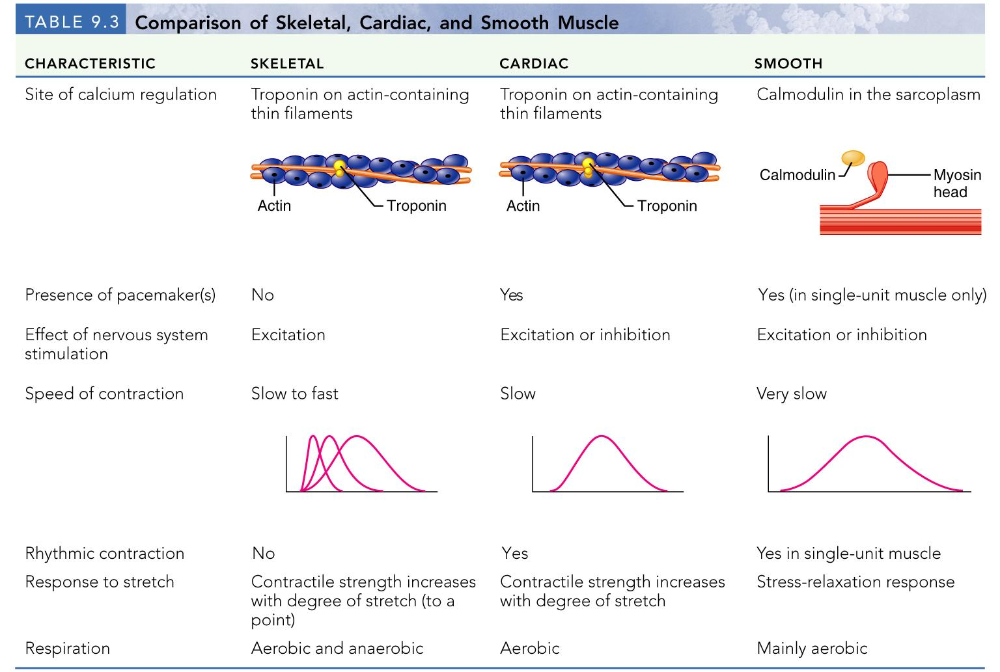 TABLE 9.3 Comparison of Skeletal, Cardiac, and Smooth Muscle
CHARACTERISTIC SKELETAL CARDIAC SMOOTH
Site of calcium regulation
Troponin on actin-containing
thin filaments
Troponin on actin-containing
thin filaments
Calmodulin in the sarcoplasm
Actin
Troponin
Actin
Troponin
Calmodulin
Myosin
head
Presence of pacemaker(s)
No
Yes
Yes (in single-unit muscle only)
Effect of nervous system
stimulation
Excitation
Excitation or inhibition
Excitation or inhibition
Speed of contraction
Slow to fast
Slow
Very slow
Rhythmic contraction
No
Yes
Yes in single-unit muscle
Response to stretch
Contractile strength increases
with degree of stretch (to a
point)
Contractile strength increases
with degree of stretch
Stress-relaxation response
Respiration
Aerobic and anaerobic
Aerobic
Mainly aerobic